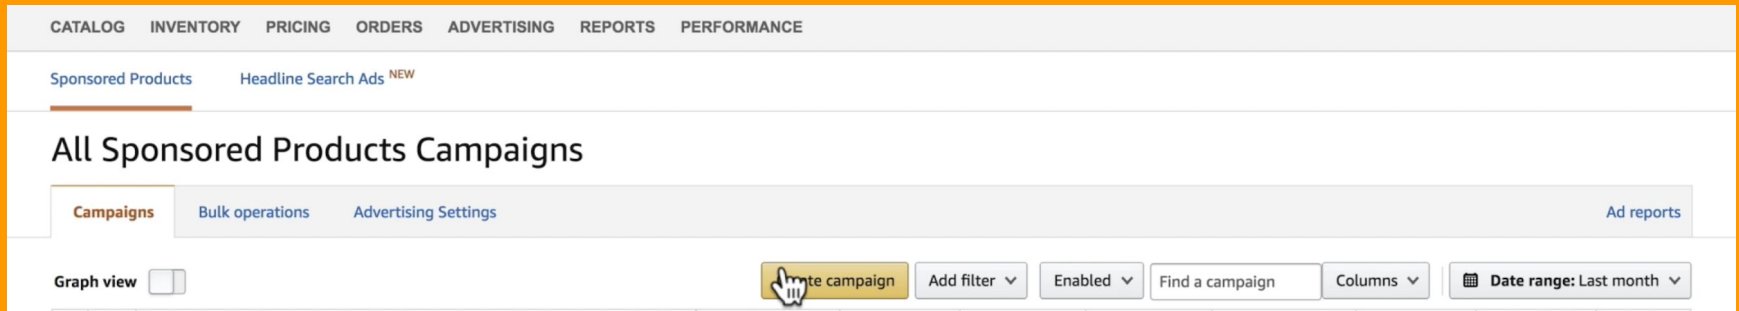 CATALOG INVENTORY PRICING ORDERS ADVERTISING REPORTS PERFORMANCE
Sponsored Products Headline Search Ads NEW
All Sponsored Products Campaigns
Campaigns Bulk operations Advertising Settings Ad reports
Graph view campaign Add filter Enabled Find a campaign Columns Date range: Last month